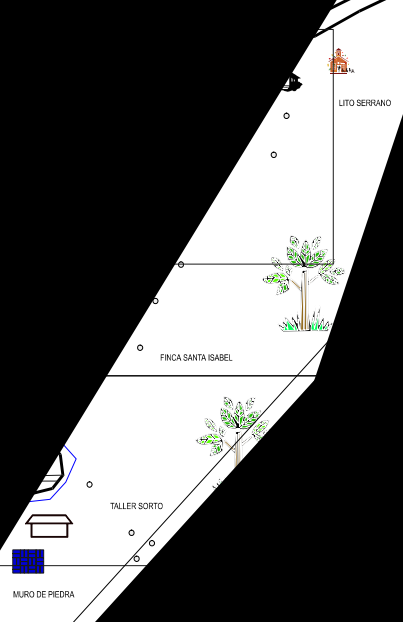 LITO SERRANO
FINCA SANTA ISABEL
TALLER SORTO
MURO DE PIEDRA